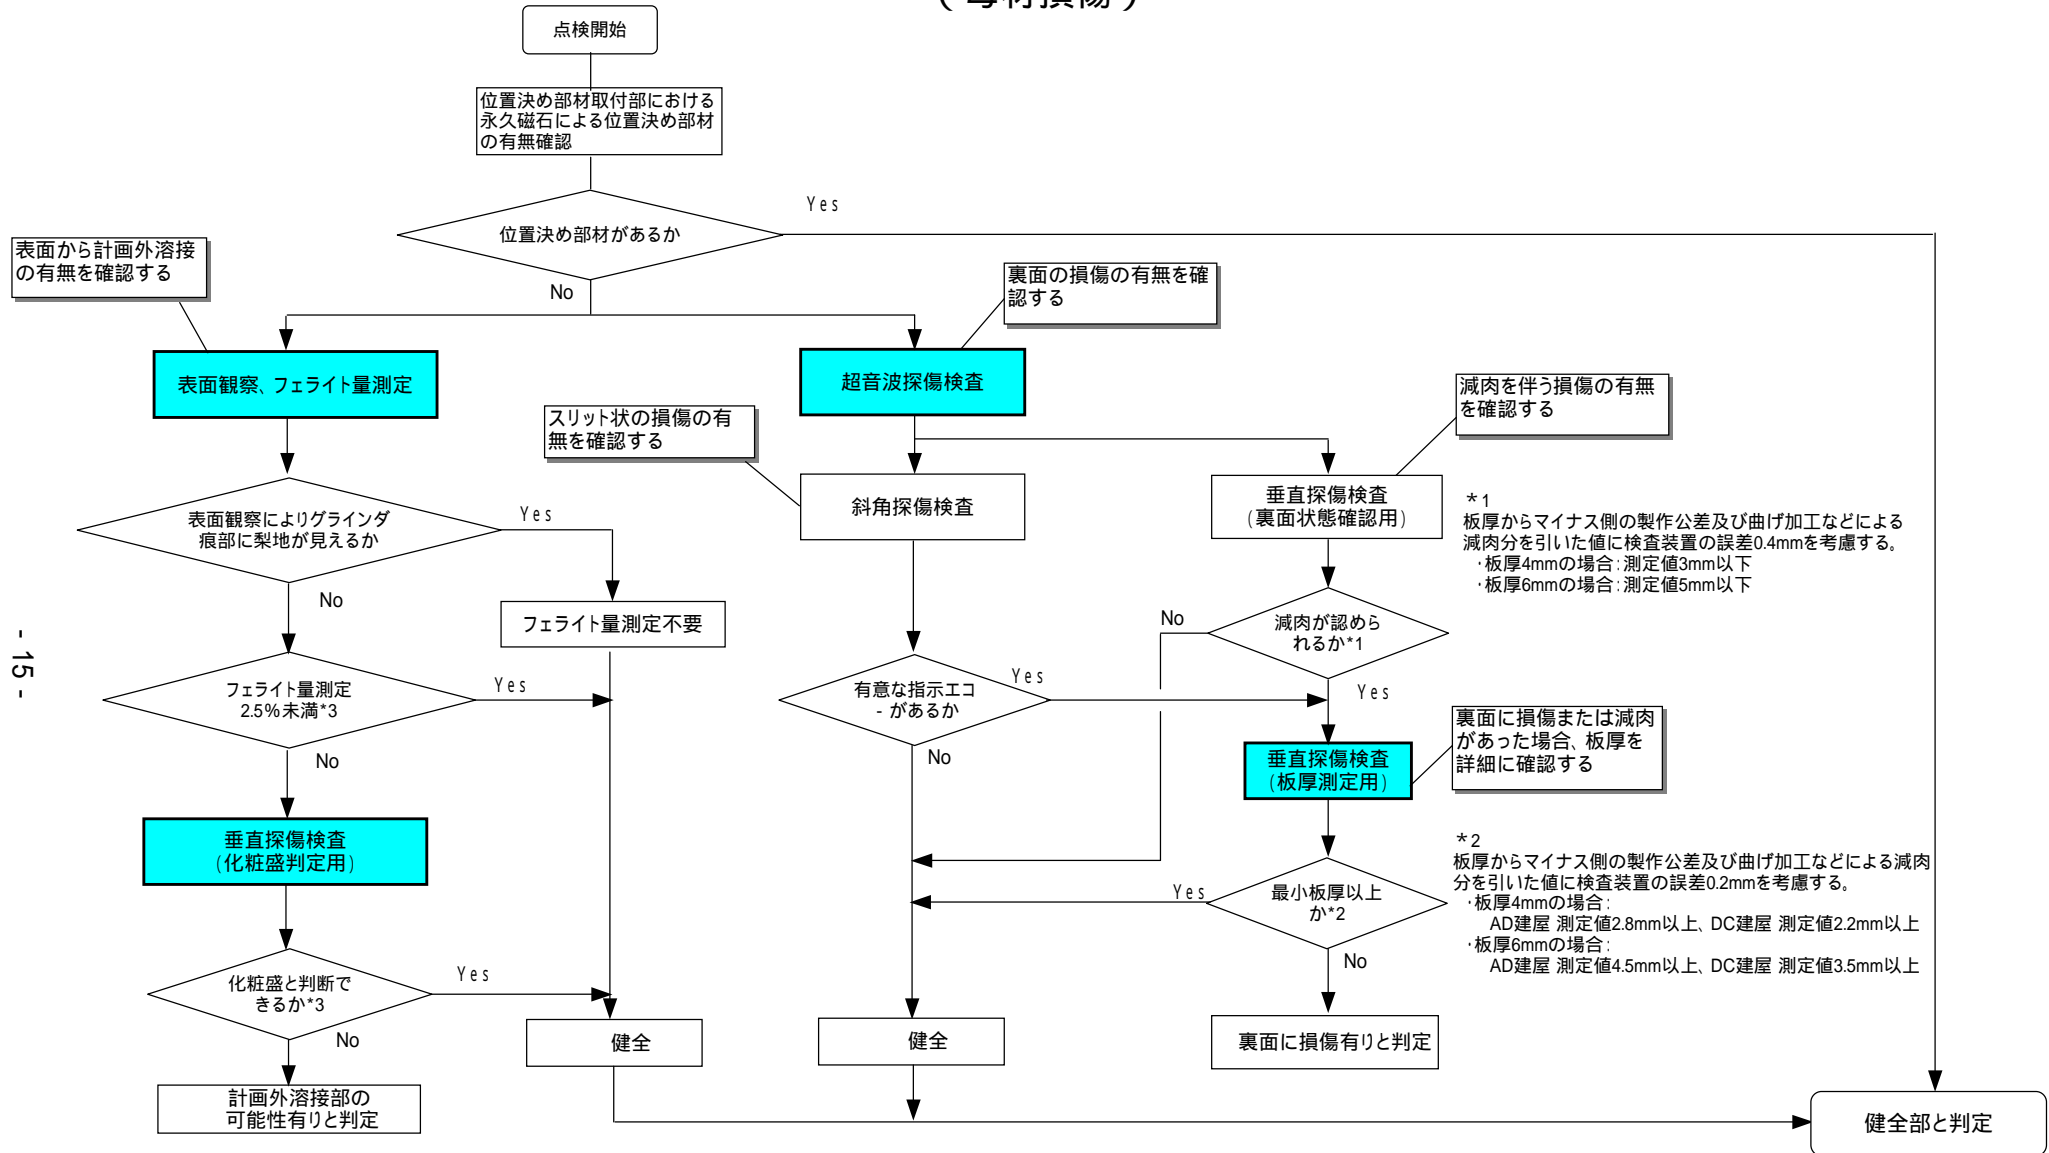 点検開始
位置決め部材取付部における
永久磁石による位置決め部材
の有無確認
位置決め部材があるか
Yes
No
表面から計画外溶接
の有無を確認する
裏面の損傷の有無を確
認する
表面観察、フェライト量測定
超音波探傷検査
スリット状の損傷の有
無を確認する
減肉を伴う損傷の有無
を確認する
斜角探傷検査
垂直探傷検査
(裏面状態確認用)
*1
板厚からマイナス側の製作公差及び曲げ加工などによる
減肉分を引いた値に検査装置の誤差0.4mmを考慮する。
・板厚4mmの場合:測定値3mm以下
・板厚6mmの場合:測定値5mm以下
表面観察によりグラインダ
痕部に梨地が見えるか
Yes
No
フェライト量測定不要
減肉が認めら
れるか*1
No
Yes
フェライト量測定
2.5%未満*3
Yes
No
有意な指示エコ
-があるか
Yes
No
垂直探傷検査
(板厚測定用)
裏面に損傷または減肉
があった場合、板厚を
詳細に確認する
垂直探傷検査
(化粧盛判定用)
*2
板厚からマイナス側の製作公差及び曲げ加工などによる減肉
分を引いた値に検査装置の誤差0.2mmを考慮する。
・板厚4mmの場合:
AD建屋 測定値2.8mm以上、DC建屋 測定値2.2mm以上
・板厚6mmの場合:
AD建屋 測定値4.5mm以上、DC建屋 測定値3.5mm以上
最小板厚以上
か*2
Yes
No
化粧盛と判断で
きるか*3
Yes
No
健全
健全
裏面に損傷有りと判定
計画外溶接部の
可能性有りと判定
健全部と判定
- 15 -